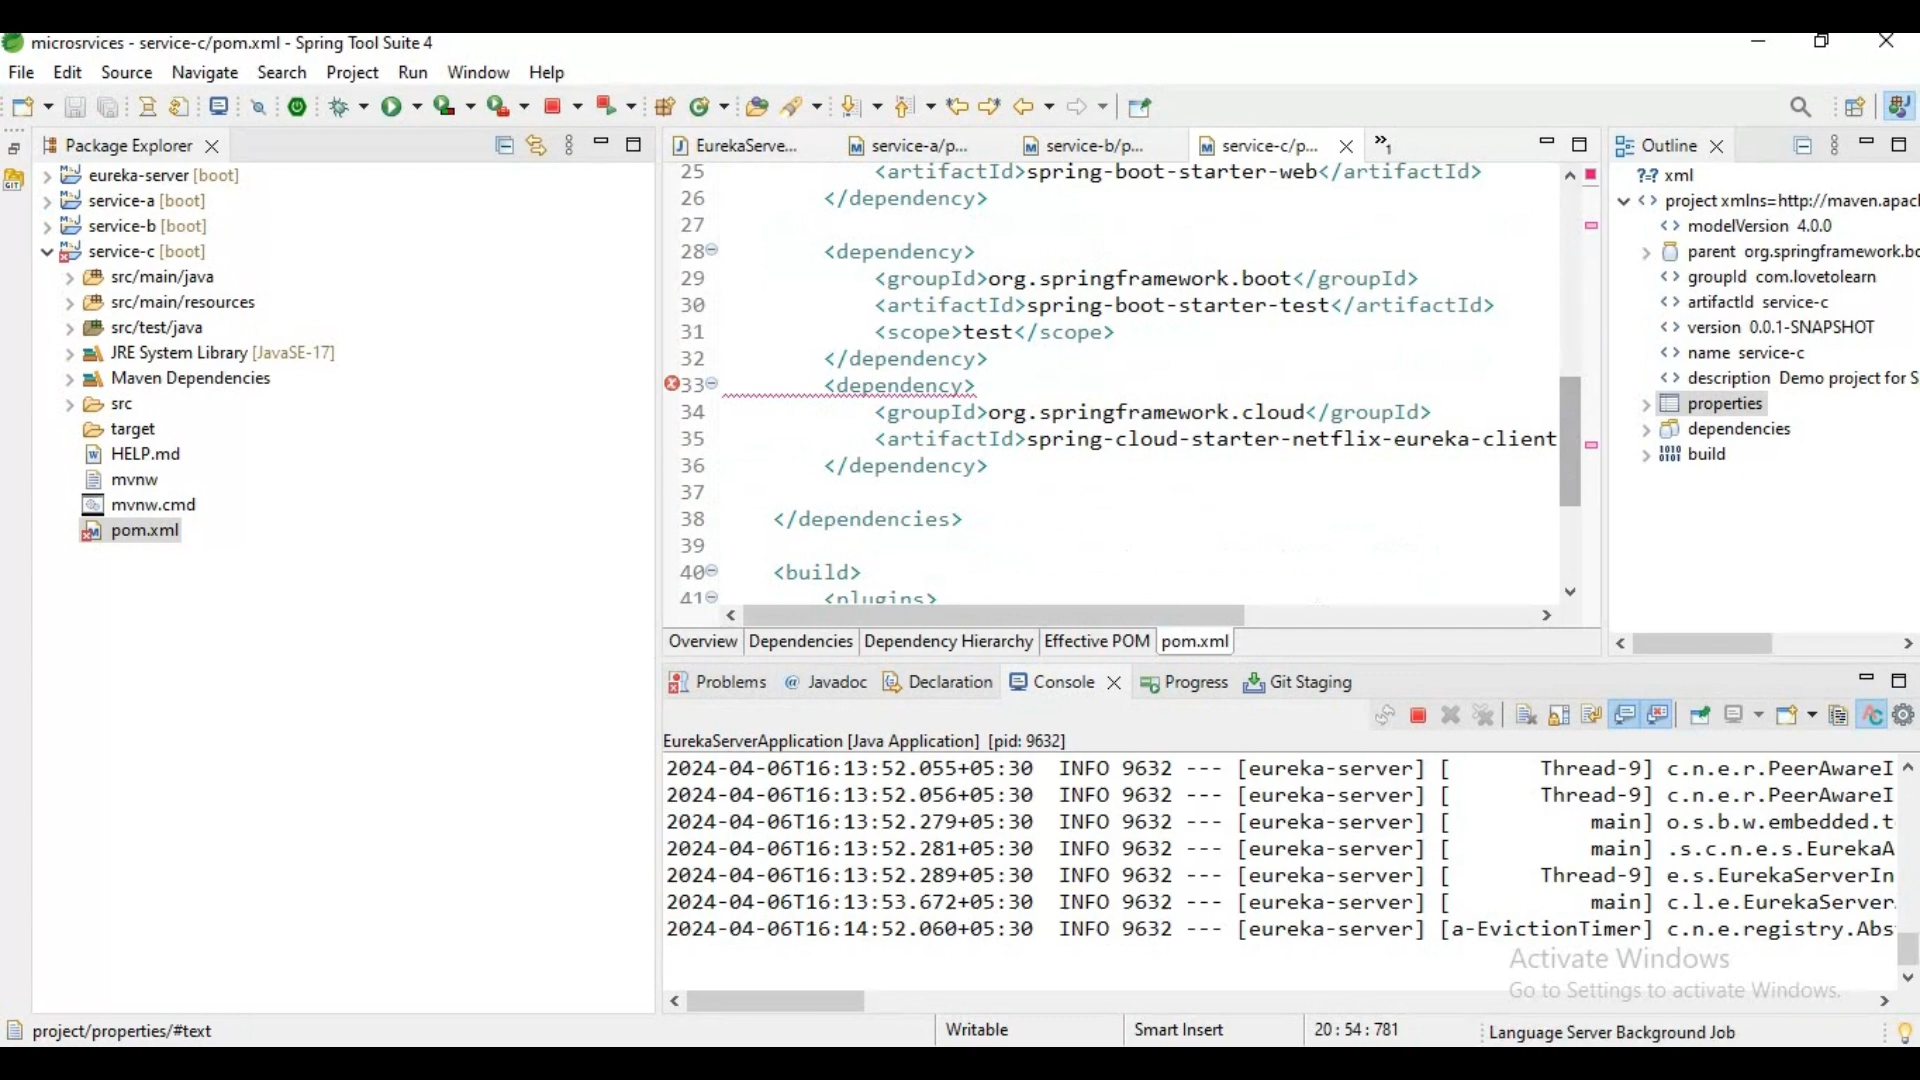 microsrvices - service-c/pom.xml - Spring Tool Suite 4
File Edit Source Navigate Search Project Run Window Help
Package Explorer
eureka-server [boot]
service-a [boot]
service-b [boot]
service-c [boot]
src/main/java
src/main/resources
src/test/java
JRE System Library [JavaSE-17]
Maven Dependencies
src
target
HELP.md
mvnw
mvnw.cmd
pom.xml
EurekaServe... service-a/p... service-b/p... service-c/p... »1
25 <artifactId>spring-boot-starter-web</artifactId>
26 </dependency>
27
28 <dependency>
29 <groupId>org.springframework.boot</groupId>
30 <artifactId>spring-boot-starter-test</artifactId>
31 <scope>test</scope>
32 </dependency>
33 <dependency>
34 <groupId>org.springframework.cloud</groupId>
35 <artifactId>spring-cloud-starter-netflix-eureka-client
36 </dependency>
37
38 </dependencies>
39
40 <build>
41 <plugins>
Overview Dependencies Dependency Hierarchy Effective POM pom.xml
Outline
?=? xml
project xmlns=http://maven.apac
modelVersion 4.0.0
parent org.springframework.bo
groupId com.lovetolearn
artifactId service-c
version 0.0.1-SNAPSHOT
name service-c
description Demo project for S
properties
dependencies
build
Problems @ Javadoc Declaration Console Progress Git Staging
EurekaServerApplication [Java Application] [pid: 9632]
2024-04-06T16:13:52.055+05:30 INFO 9632 --- [eureka-server] [ Thread-9] c.n.e.r.PeerAwareI
2024-04-06T16:13:52.056+05:30 INFO 9632 --- [eureka-server] [ Thread-9] c.n.e.r.PeerAwareI
2024-04-06T16:13:52.279+05:30 INFO 9632 --- [eureka-server] [ main] o.s.b.w.embedded.t
2024-04-06T16:13:52.281+05:30 INFO 9632 --- [eureka-server] [ main] .s.c.n.e.s.EurekaA
2024-04-06T16:13:52.289+05:30 INFO 9632 --- [eureka-server] [ Thread-9] e.s.EurekaServerIn
2024-04-06T16:13:53.672+05:30 INFO 9632 --- [eureka-server] [ main] c.l.e.EurekaServer
2024-04-06T16:14:52.060+05:30 INFO 9632 --- [eureka-server] [a-EvictionTimer] c.n.e.registry.Abs
Activate Windows
Go to Settings to activate Windows.
project/properties/#text Writable Smart Insert 20 : 54 : 781 Language Server Background Job